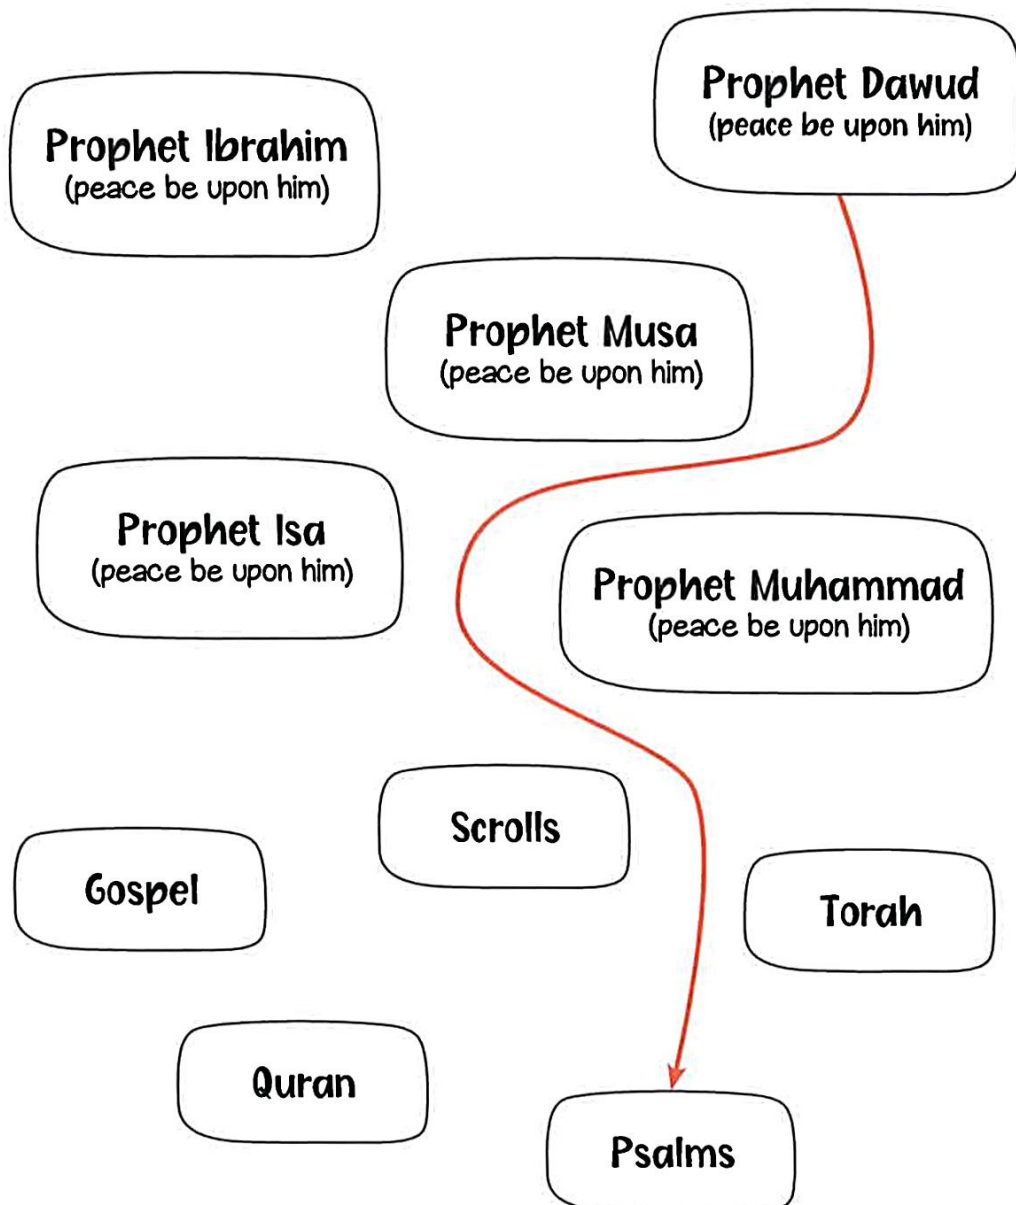 Prophet Dawud
(peace be upon him)
Prophet Ibrahim
(peace be upon him)
Prophet Musa
(peace be upon him)
Prophet Isa
(peace be upon him)
Prophet Muhammad
(peace be upon him)
Scrolls
Gospel
Torah
Quran
Psalms